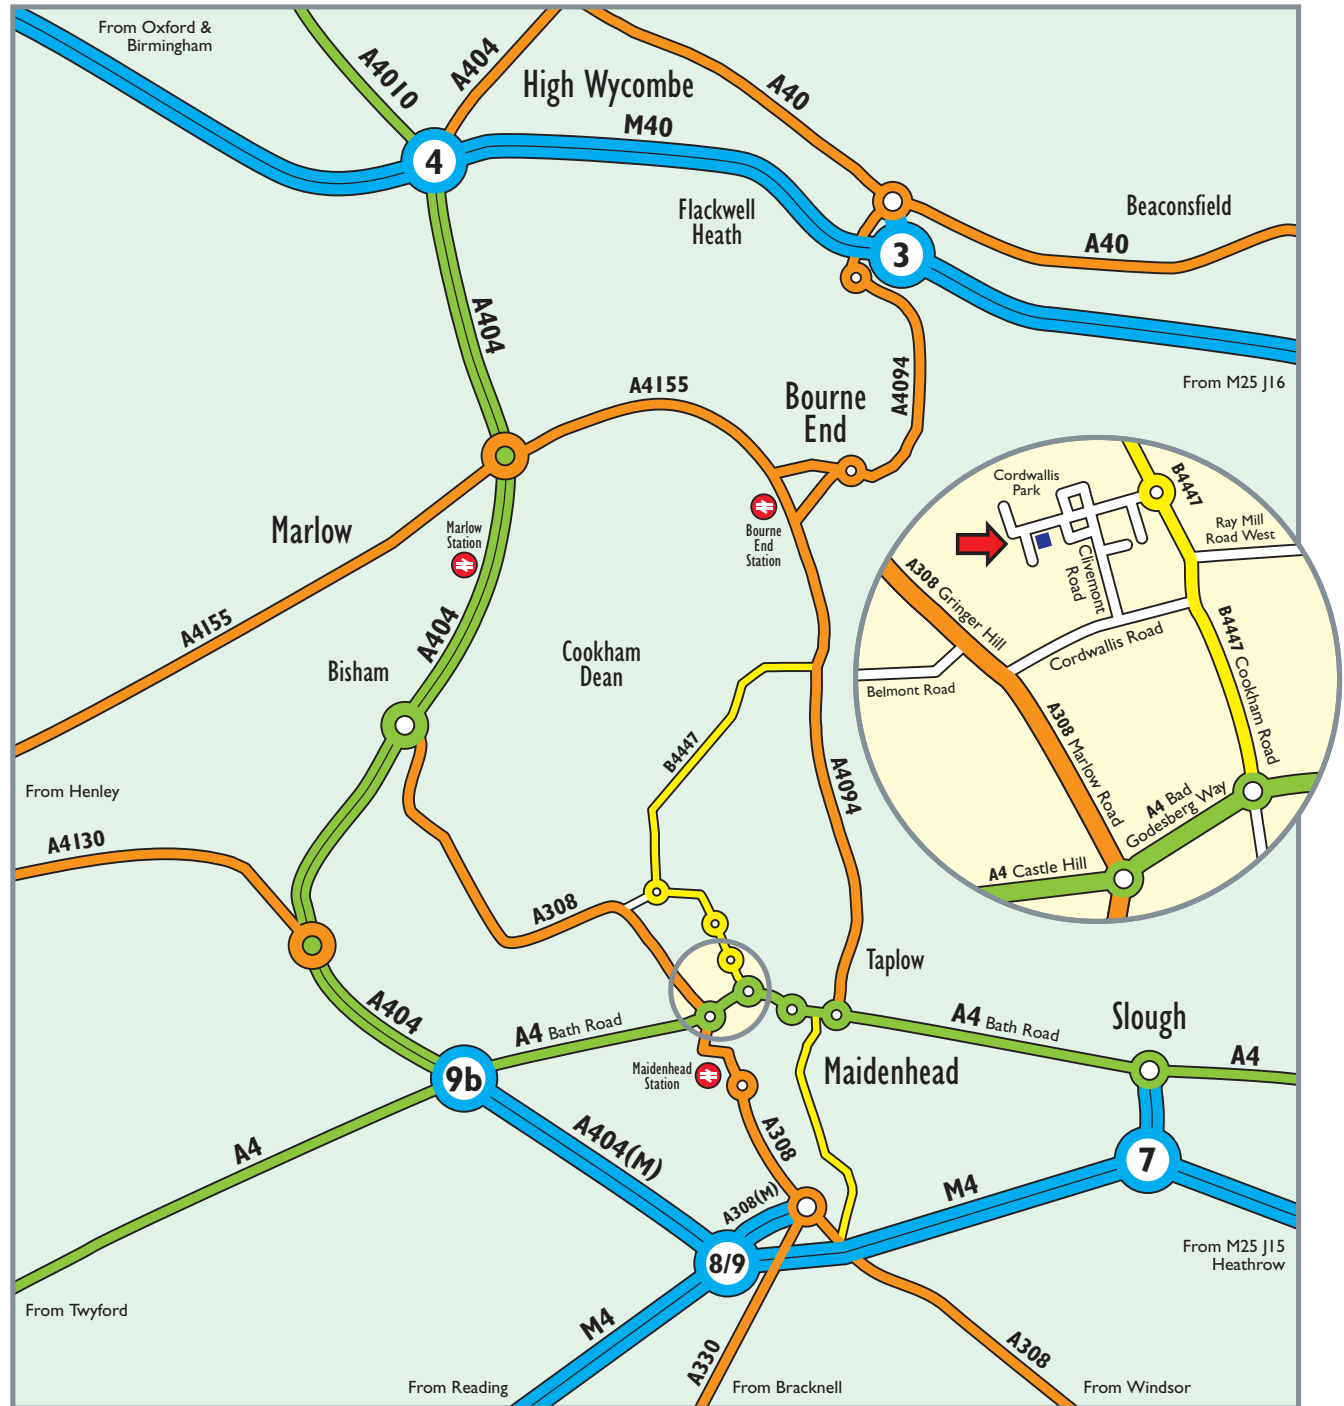 From Oxford &
Birmingham
A4010
A404
High Wycombe
A40
M40
4
Flackwell
Heath
Beaconsfield
A40
3
A404
From M25 J16
A4155
A4094
Bourne
End
Marlow
Marlow
Station
Bourne
End
Station
A4155
A404
Bisham
Cookham
Dean
Cordwallis
Park
B4447
Ray Mill
Road West
Clivemont
Road
A308 Gringer Hill
Cordwallis Road
B4447 Cookham Road
Belmont Road
A308 Marlow Road
A4 Bad
Godesberg Way
A4 Castle Hill
B4447
A4094
From Henley
A4130
A308
Taplow
A404
A4 Bath Road
A4 Bath Road
Slough
A4
9b
Maidenhead
Station
Maidenhead
A4
A404(M)
A308
A308(M)
M4
7
8/9
From M25 J15
Heathrow
From Twyford
M4
A330
A308
From Reading
From Bracknell
From Windsor